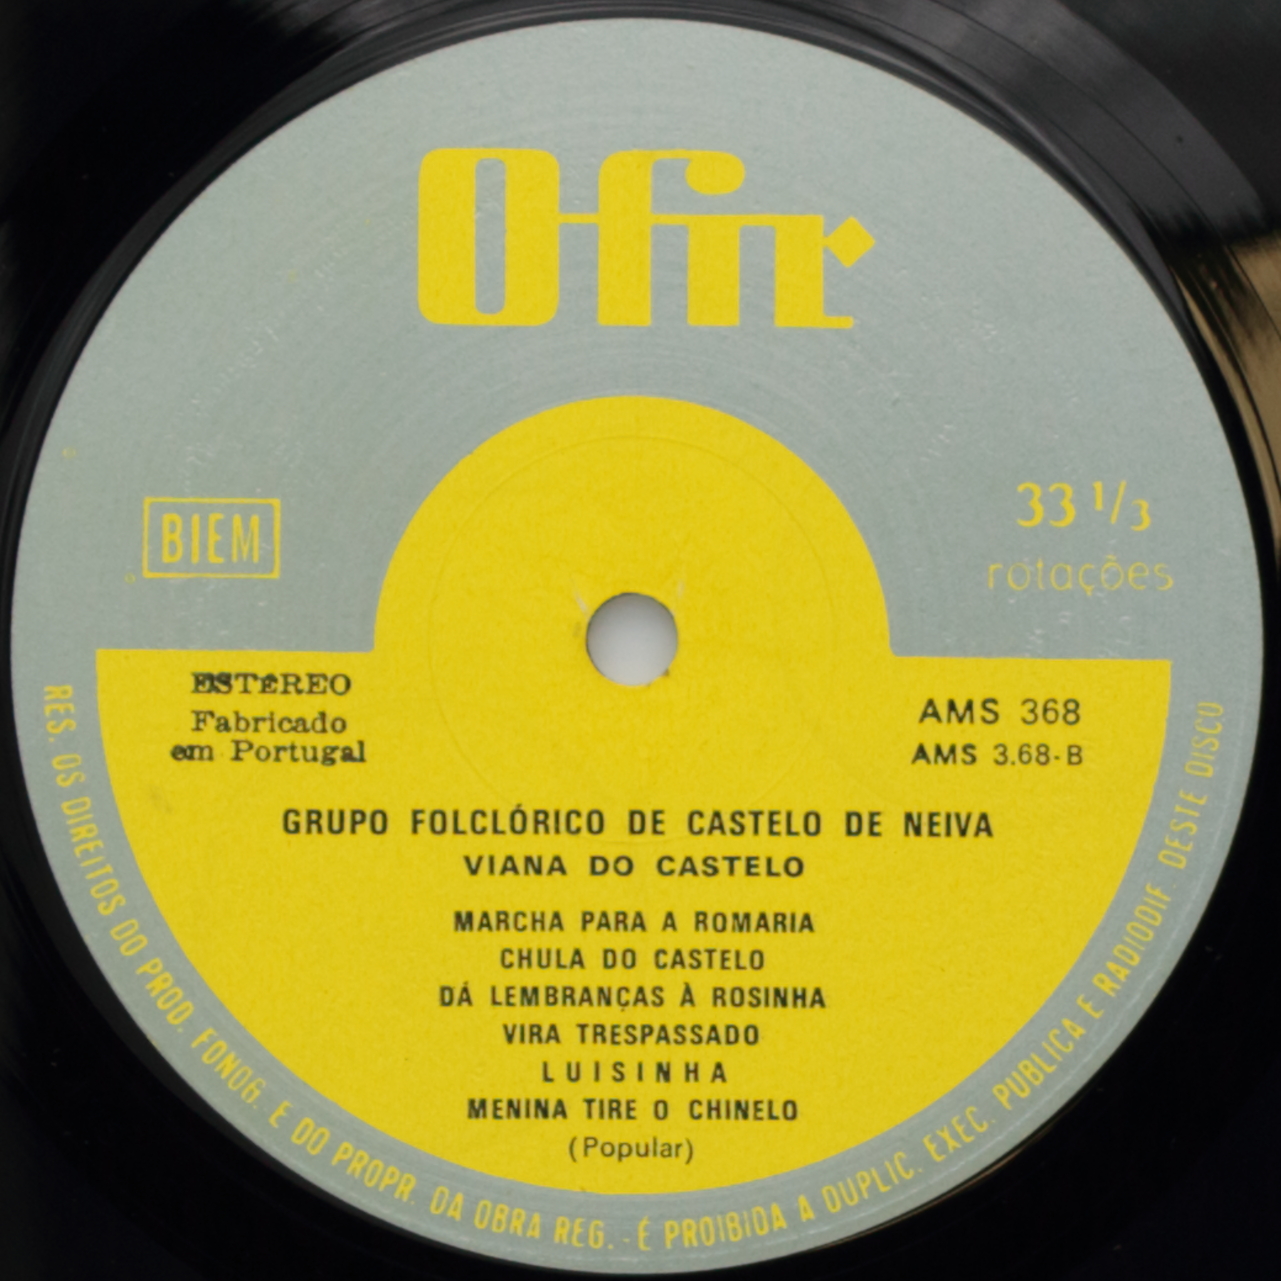 Ofir
BIEM
33 1/3
rotações
ESTÉREO
Fabricado
em Portugal
AMS 368
AMS 3.68-B
GRUPO FOLCLÓRICO DE CASTELO DE NEIVA
VIANA DO CASTELO
MARCHA PARA A ROMARIA
CHULA DO CASTELO
DÁ LEMBRANÇAS À ROSINHA
VIRA TRESPASSADO
LUISINHA
MENINA TIRE O CHINELO
(Popular)
RES. OS DIREITOS DO PROD. FONOG. E DO PROPR. DA OBRA REG. - É PROIBIDA A DUPLIC. EXEC. PUBLICA E RADIODIF. DESTE DISCO